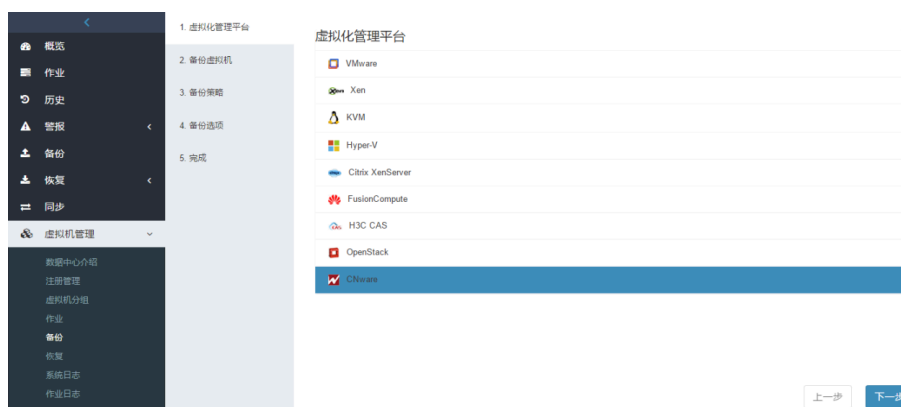 概览
作业
历史
警报
备份
恢复
同步
虚拟机管理
数据中心介绍
注册管理
虚拟机分组
作业
备份
恢复
系统日志
作业日志
1. 虚拟化管理平台
2. 备份虚拟机
3. 备份策略
4. 备份选项
5. 完成
虚拟化管理平台
VMware
Xen
KVM
Hyper-V
Citrix XenServer
FusionCompute
H3C CAS
OpenStack
CNware
上一步
下一步